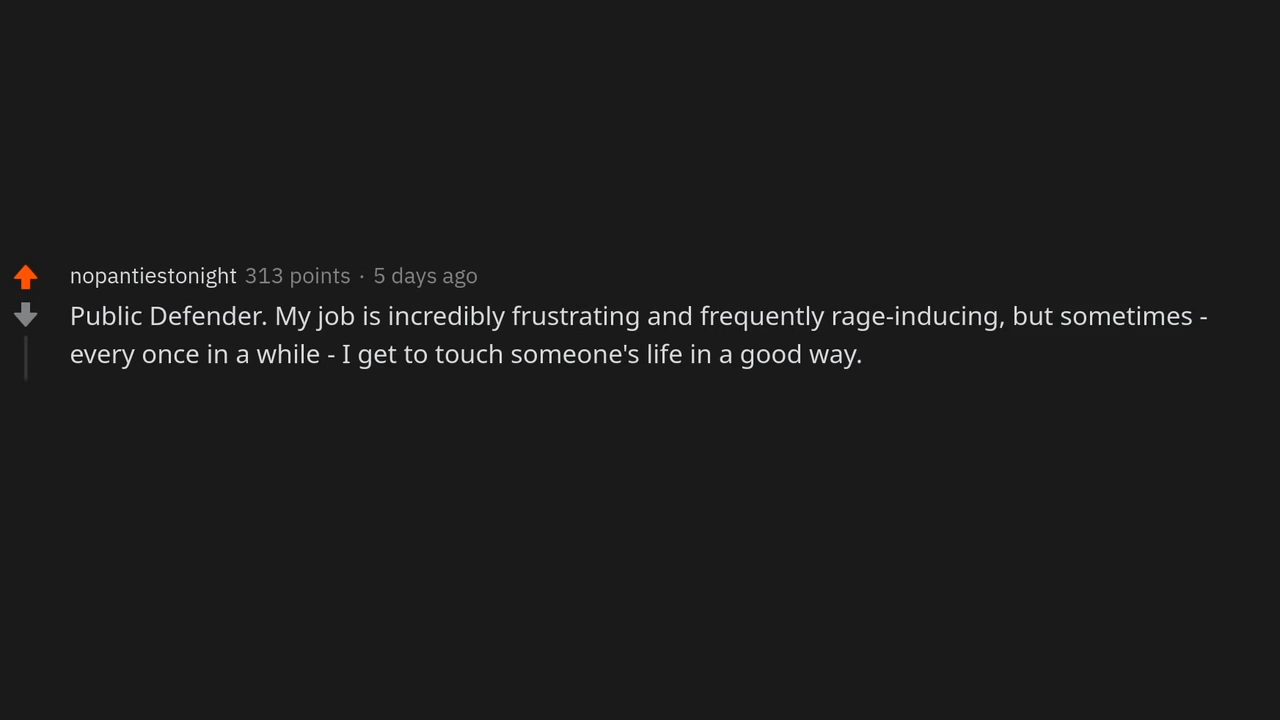 nopantiestonight 313 points · 5 days ago
Public Defender. My job is incredibly frustrating and frequently rage-inducing, but sometimes -
every once in a while - I get to touch someone's life in a good way.